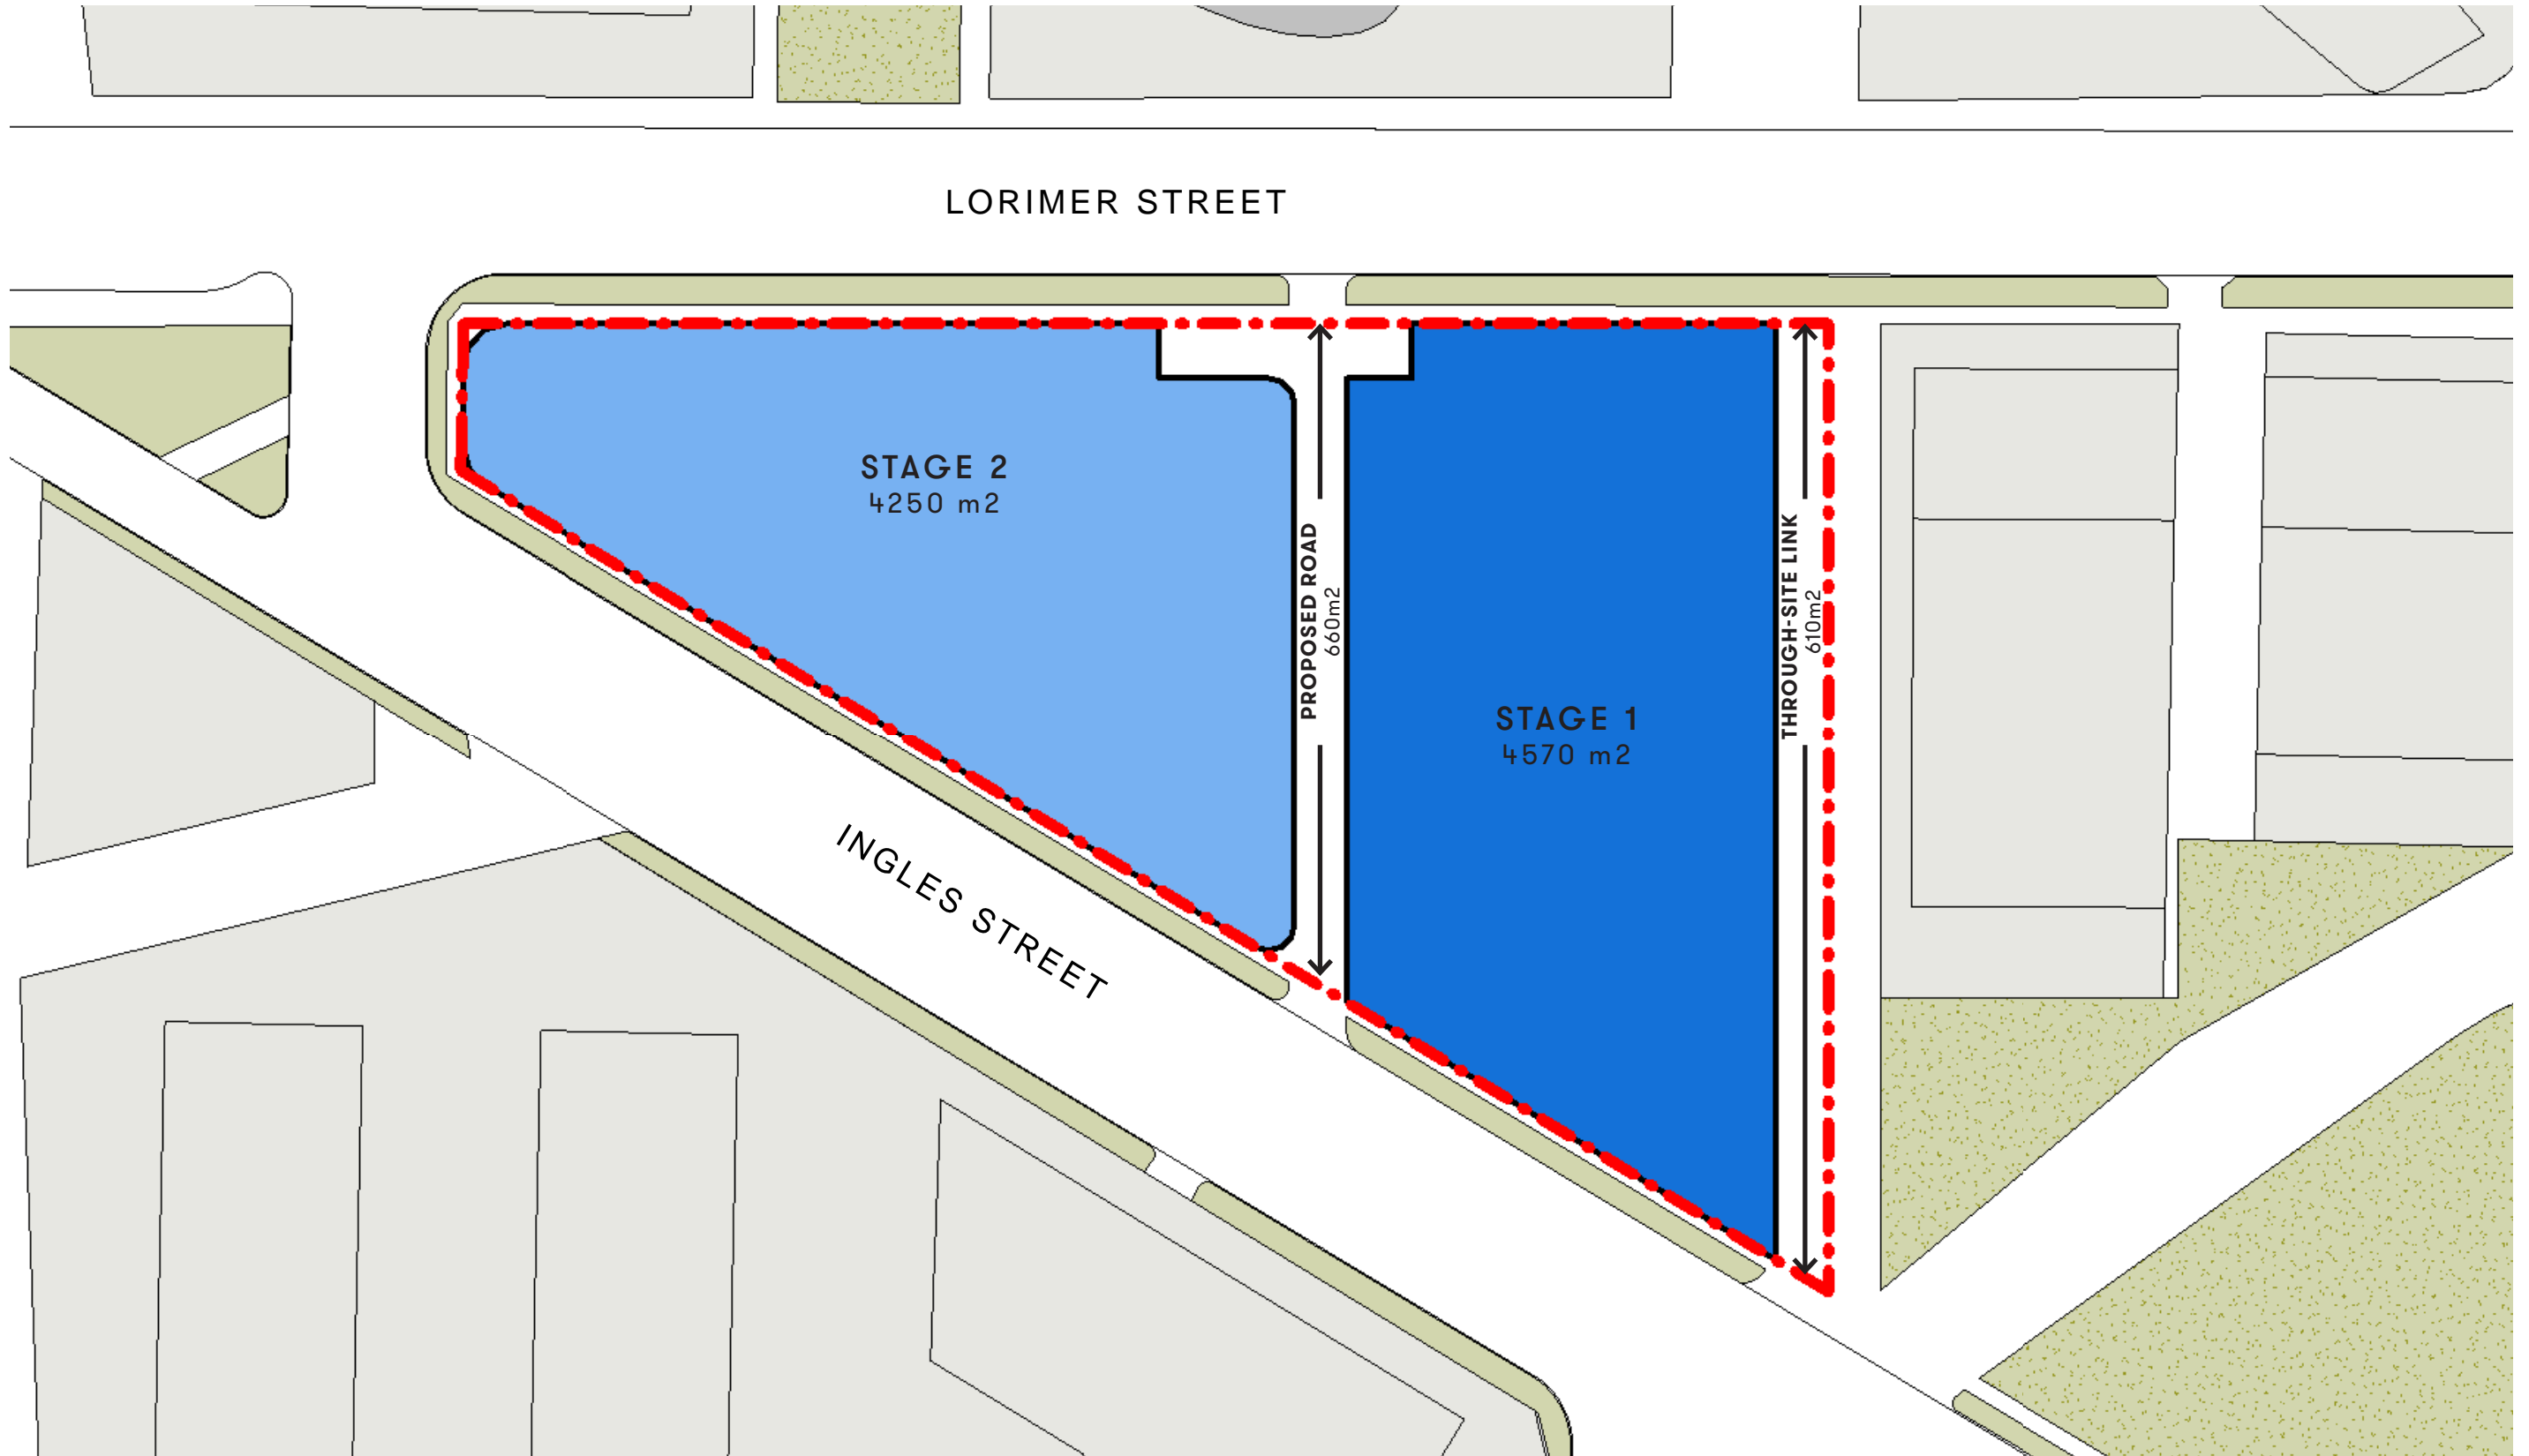 LORIMER STREET
STAGE 2
4250 m2
PROPOSED ROAD
660m2
THROUGH-SITE LINK
610m2
STAGE 1
4570 m2
INGLES STREET